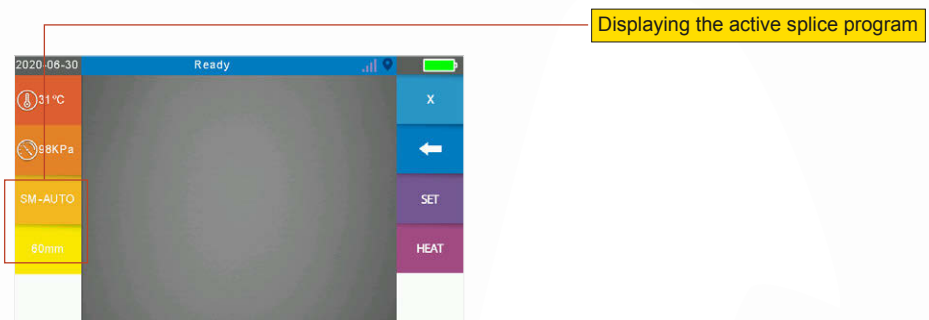 Displaying the active splice program
2020-06-30 Ready
31°C X
98KPa
SM-AUTO SET
60mm HEAT